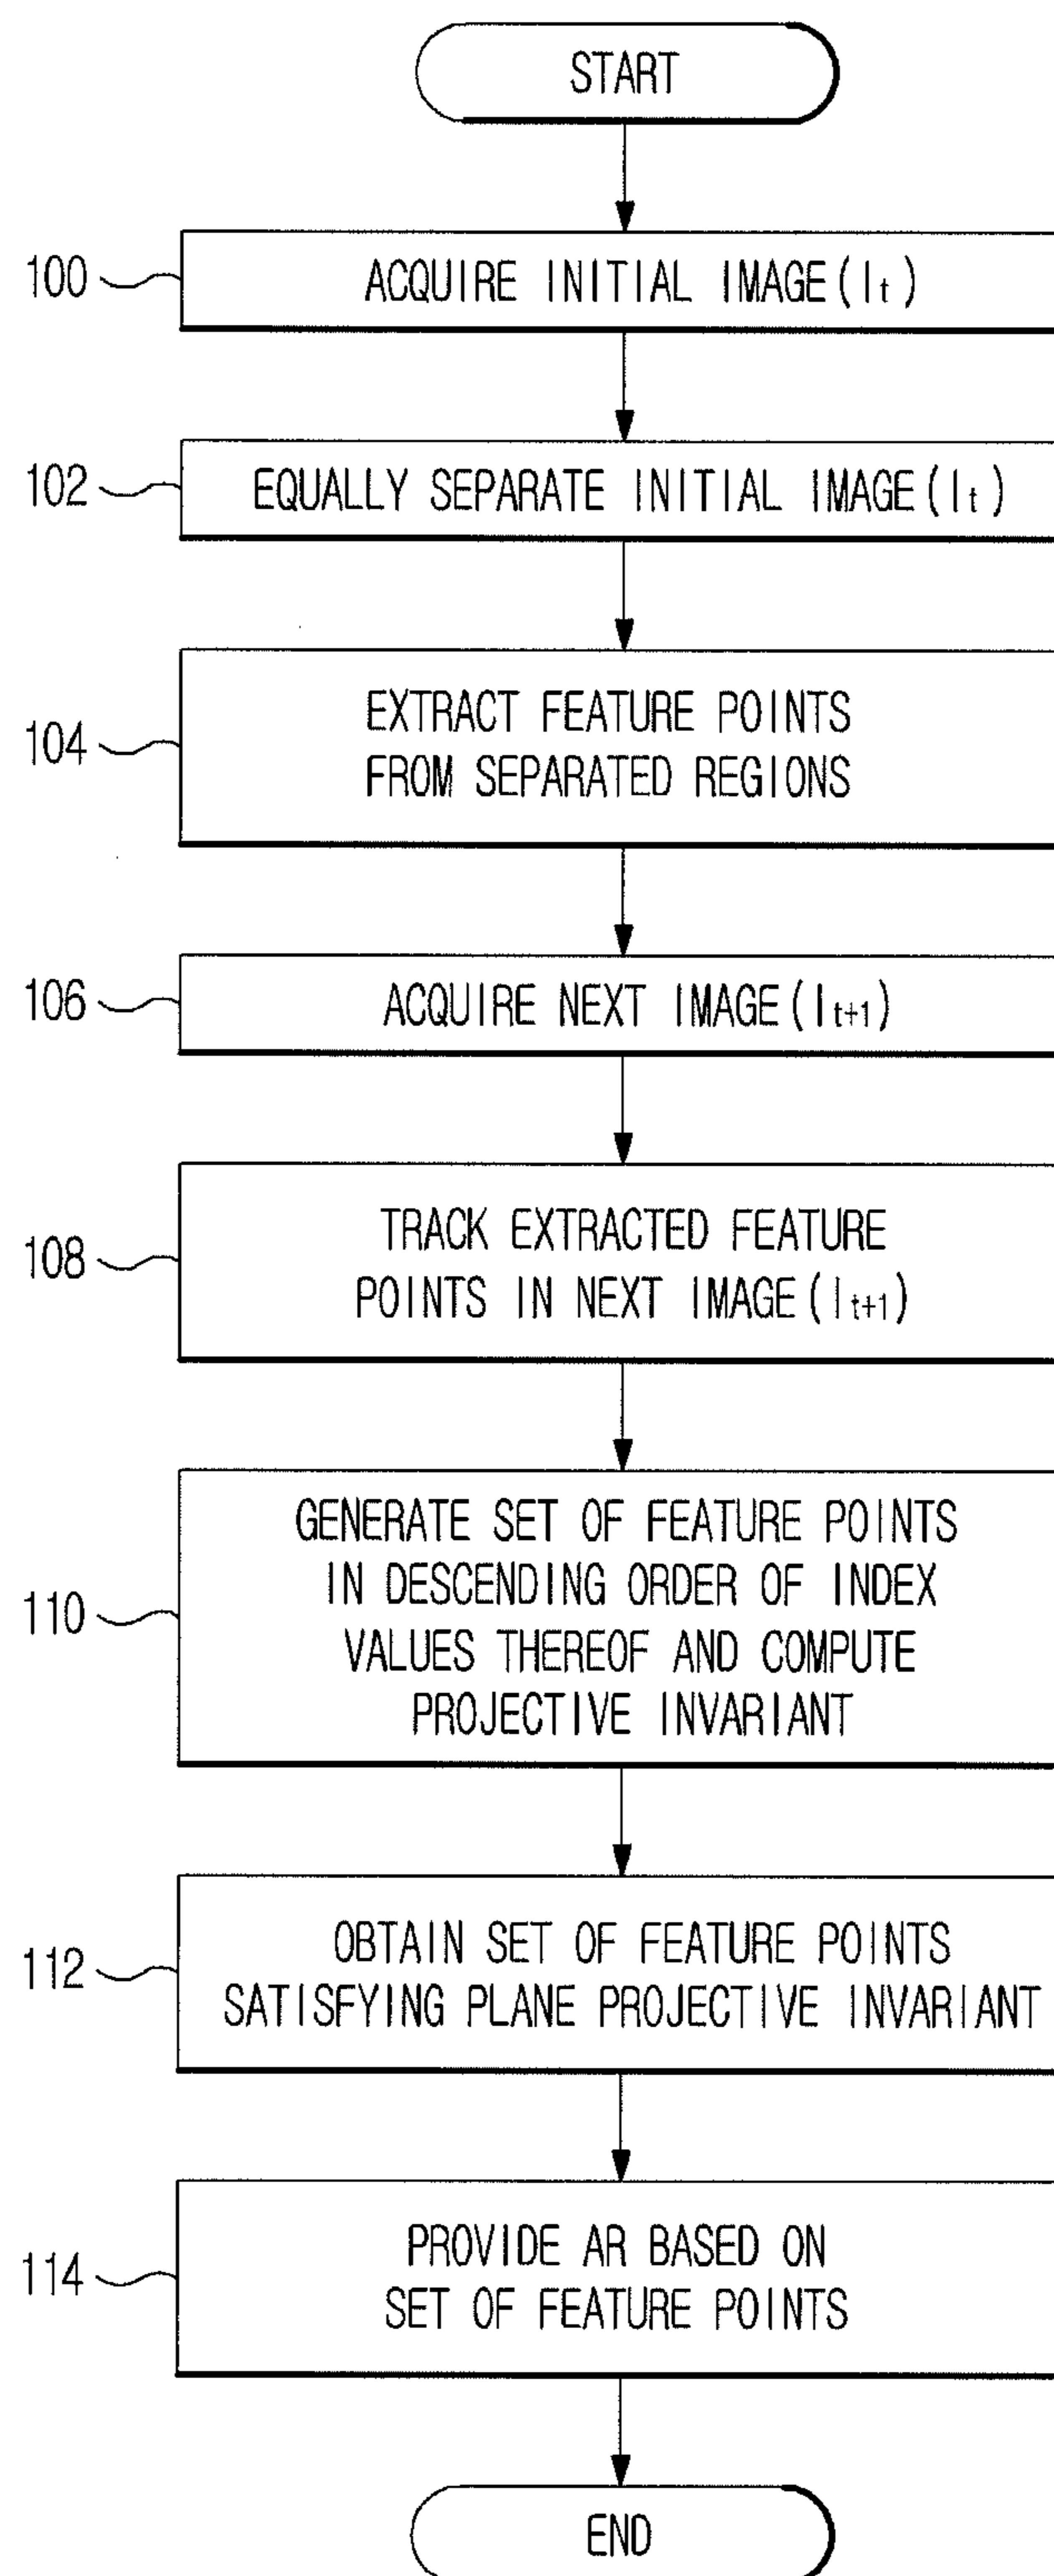 START
100
ACQUIRE INITIAL IMAGE(It)
102
EQUALLY SEPARATE INITIAL IMAGE(It)
104
EXTRACT FEATURE POINTS
FROM SEPARATED REGIONS
106
ACQUIRE NEXT IMAGE(It+1)
108
TRACK EXTRACTED FEATURE
POINTS IN NEXT IMAGE(It+1)
110
GENERATE SET OF FEATURE POINTS
IN DESCENDING ORDER OF INDEX
VALUES THEREOF AND COMPUTE
PROJECTIVE INVARIANT
112
OBTAIN SET OF FEATURE POINTS
SATISFYING PLANE PROJECTIVE INVARIANT
114
PROVIDE AR BASED ON
SET OF FEATURE POINTS
END